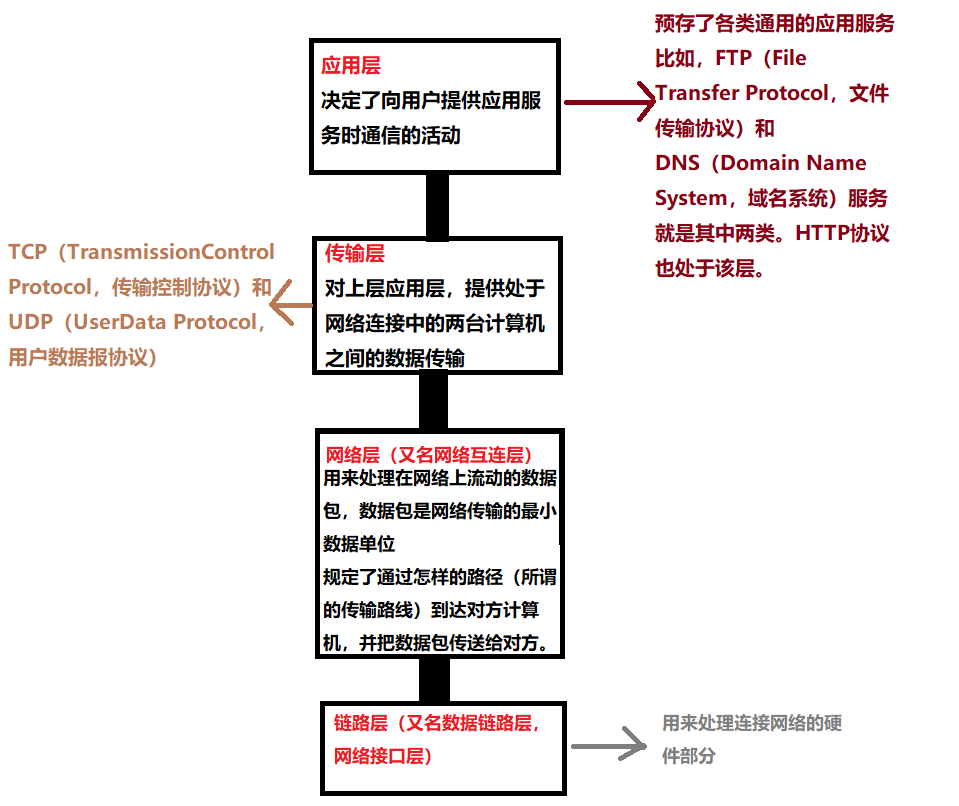 应用层
决定了向用户提供应用服
务时通信的活动
预存了各类通用的应用服务
比如，FTP（File
Transfer Protocol，文件
传输协议）和
DNS（Domain Name
System，域名系统）服务
就是其中两类。HTTP协议
也处于该层。
传输层
对上层应用层，提供处于
网络连接中的两台计算机
之间的数据传输
TCP（TransmissionControl
Protocol，传输控制协议）和
UDP（UserData Protocol，
用户数据报协议）
网络层（又名网络互连层）
用来处理在网络上流动的数据
包，数据包是网络传输的最小
数据单位
规定了通过怎样的路径（所谓
的传输路线）到达对方计算
机，并把数据包传送给对方。
链路层（又名数据链路层，
网络接口层）
用来处理连接网络的硬
件部分